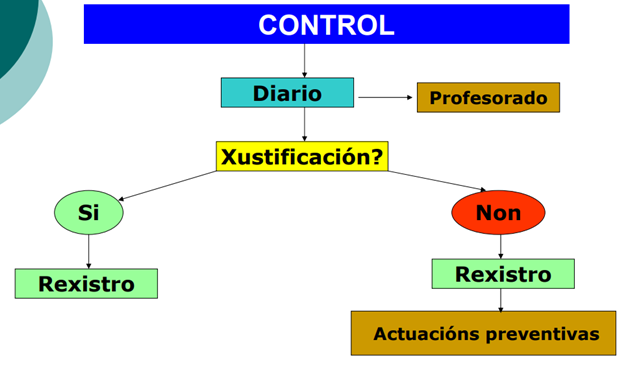 CONTROL
Diario
Profesorado
Xustificación?
Si
Non
Rexistro
Rexistro
Actuacións preventivas